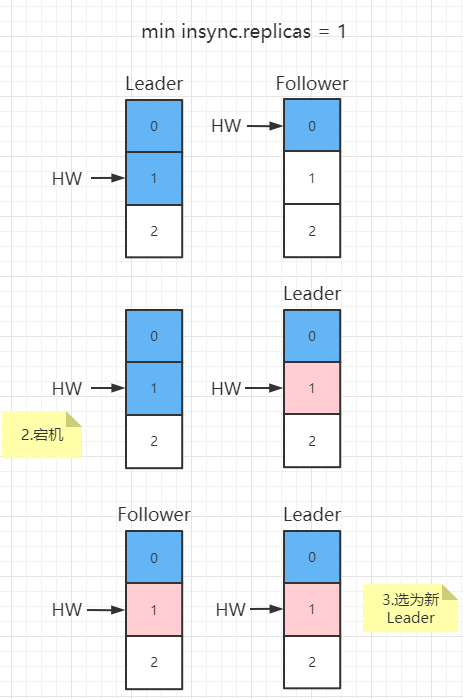 min insync.replicas = 1
Leader Follower
HW 0 HW 0
HW 1 1
2 2
Leader
0 0
HW 1 HW 1
2.宕机
2 2
Follower Leader
0 0
HW 1 HW 1
3.选为新
Leader
2 2